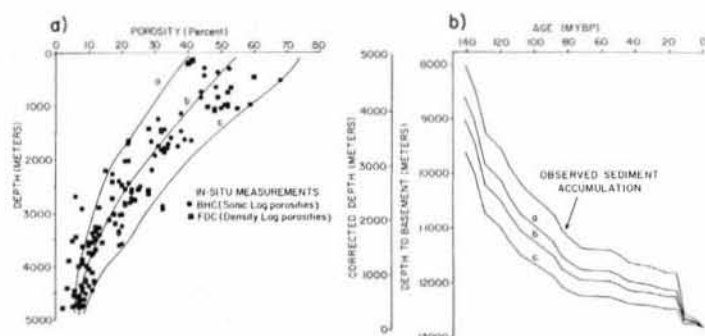 a)
POROSITY (Percent)
10 20 30 40 50 60 70 80
1000
2000
3000
4000
5000
DEPTH (METERS)
a
b
c
IN-SITU MEASUREMENTS
BHC (Sonic Log porosities)
FDC (Density Log porosities)
b)
AGE (MYBP)
140 120 100 80 60 40 20 0
5000
4000
3000
2000
1000
0
CORRECTED DEPTH (METERS)
8000
9000
10000
11000
12000
DEPTH TO BASEMENT (METERS)
OBSERVED SEDIMENT
ACCUMULATION
a
b
c